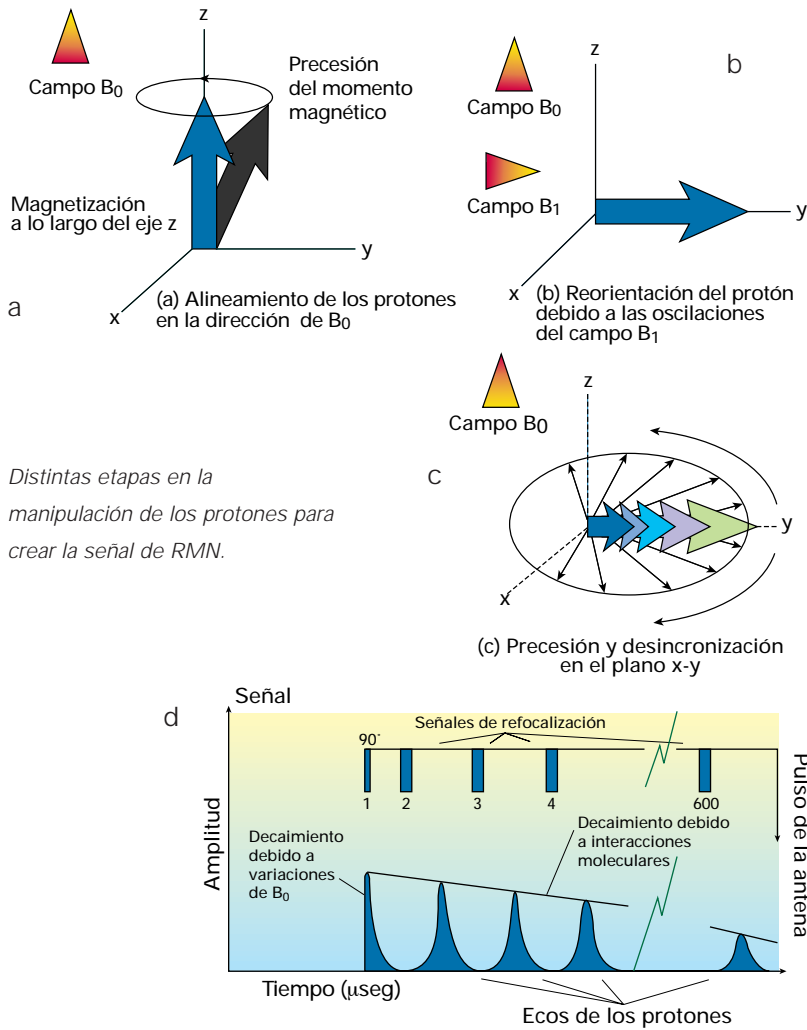 z
Campo B₀
Precesión
del momento
magnético
Magnetización
a lo largo del eje z
y
x
a
(a) Alineamiento de los protones
en la dirección de B₀
z
b
Campo B₀
Campo B₁
y
x
(b) Reorientación del protón
debido a las oscilaciones
del campo B₁
z
Campo B₀
c
y
x
(c) Precesión y desincronización
en el plano x-y
Distintas etapas en la
manipulación de los protones para
crear la señal de RMN.
d
Señal
Señales de refocalización
90-
1
2
3
4
600
Decaimiento
debido a
variaciones
de B₀
Decaimiento debido
a interacciones
moleculares
Amplitud
Pulso de la antena
Tiempo (µseg)
Ecos de los protones